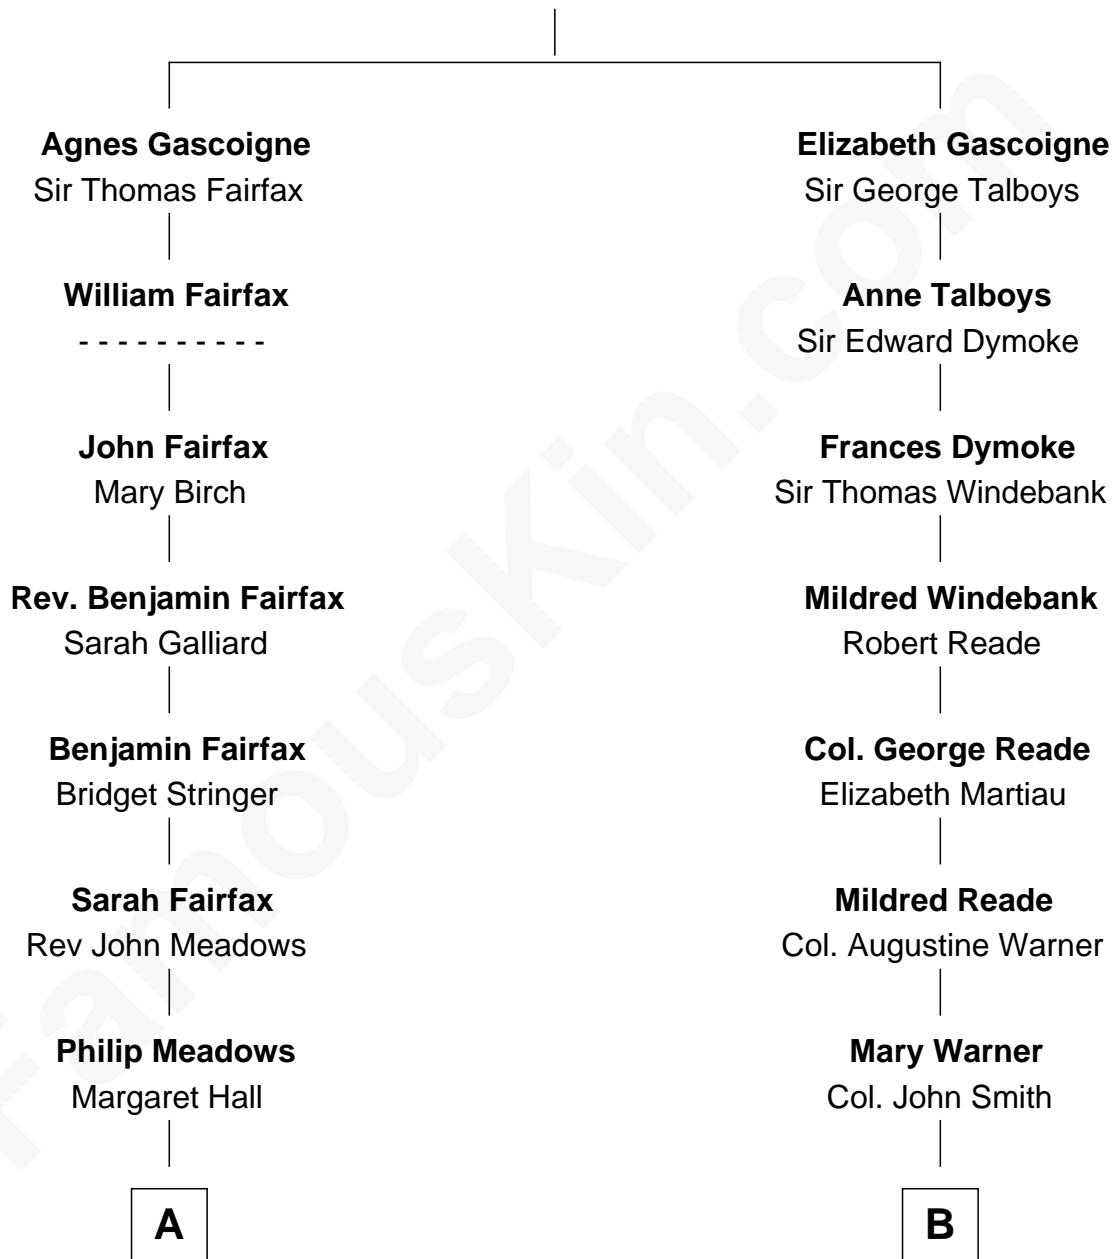 Agnes Gascoigne
Sir Thomas Fairfax
William Fairfax
- - - - - - - - - -
John Fairfax
Mary Birch
Rev. Benjamin Fairfax
Sarah Galliard
Benjamin Fairfax
Bridget Stringer
Sarah Fairfax
Rev John Meadows
Philip Meadows
Margaret Hall
A
Elizabeth Gascoigne
Sir George Talboys
Anne Talboys
Sir Edward Dymoke
Frances Dymoke
Sir Thomas Windebank
Mildred Windebank
Robert Reade
Col. George Reade
Elizabeth Martiau
Mildred Reade
Col. Augustine Warner
Mary Warner
Col. John Smith
B
FamousKin.com